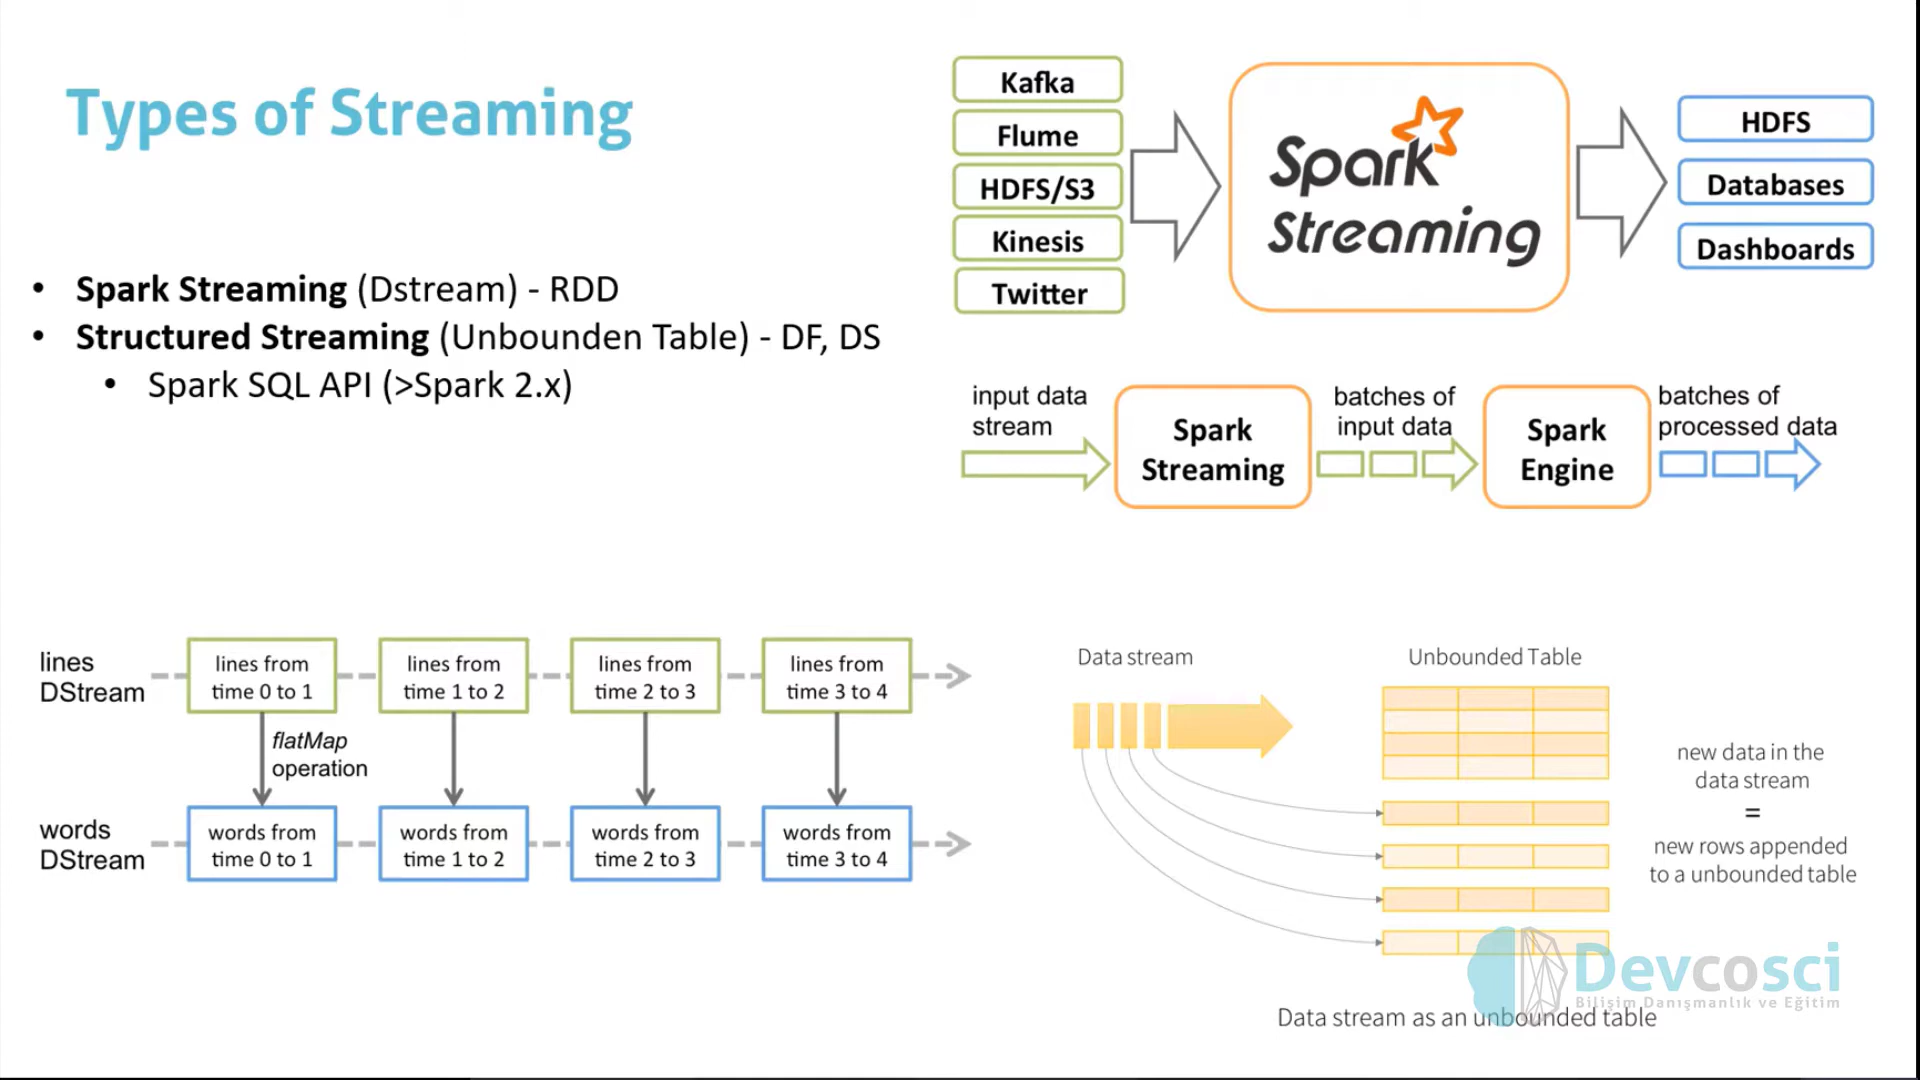 Types of Streaming
• Spark Streaming (Dstream) - RDD
• Structured Streaming (Unbounden Table) - DF, DS
• Spark SQL API (>Spark 2.x)
Kafka
Flume
HDFS/S3
Kinesis
Twitter
Spark
Streaming
HDFS
Databases
Dashboards
input data
stream
Spark
Streaming
batches of
input data
Spark
Engine
batches of
processed data
lines
DStream
lines from
time 0 to 1
lines from
time 1 to 2
lines from
time 2 to 3
lines from
time 3 to 4
flatMap
operation
words
DStream
words from
time 0 to 1
words from
time 1 to 2
words from
time 2 to 3
words from
time 3 to 4
Data stream
Unbounded Table
new data in the
data stream
=
new rows appended
to a unbounded table
Devcosci
Bilişim Danışmanlık ve Eğitim
Data stream as an unbounded table